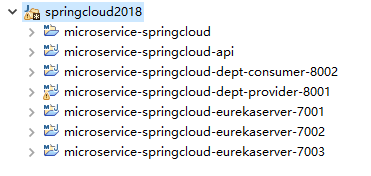 springcloud2018
microservice-springcloud
microservice-springcloud-api
microservice-springcloud-dept-consumer-8002
microservice-springcloud-dept-provider-8001
microservice-springcloud-eurekaserver-7001
microservice-springcloud-eurekaserver-7002
microservice-springcloud-eurekaserver-7003